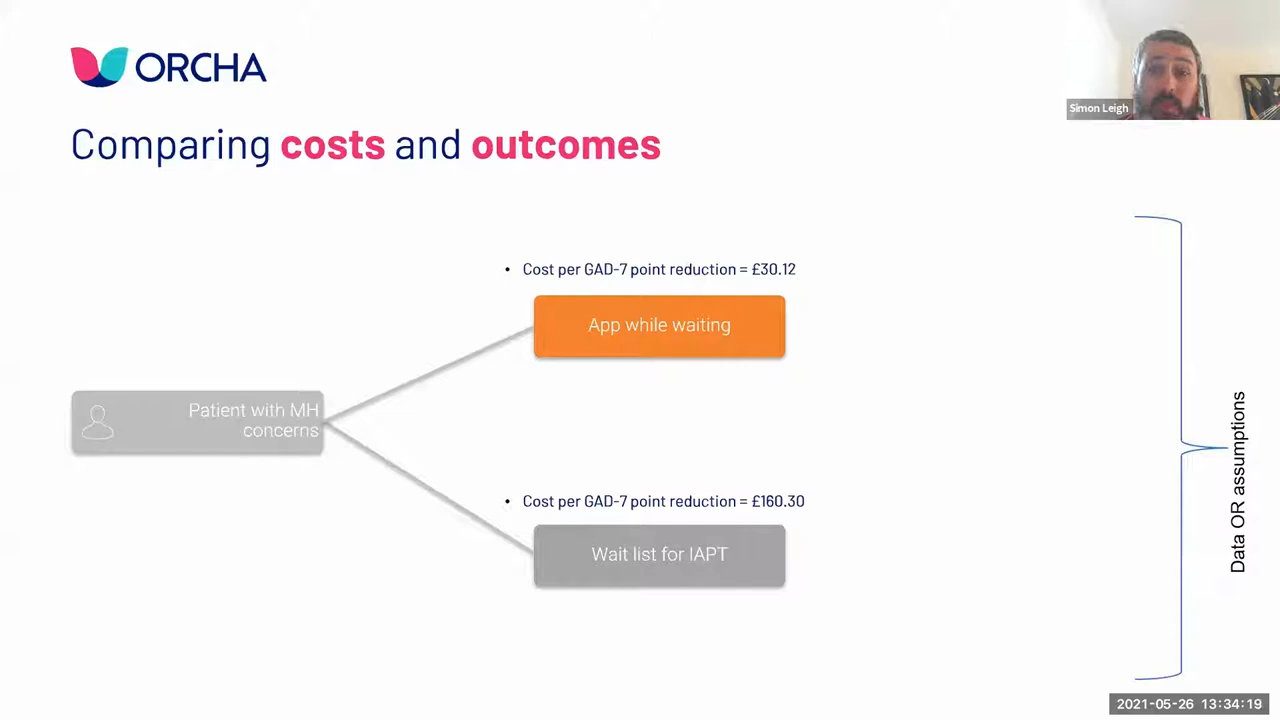 ORCHA
Simon Leigh
Comparing costs and outcomes
• Cost per GAD-7 point reduction = £30.12
App while waiting
Patient with MH
concerns
• Cost per GAD-7 point reduction = £160.30
Wait list for IAPT
Data OR assumptions
2021-05-26 13:34:19